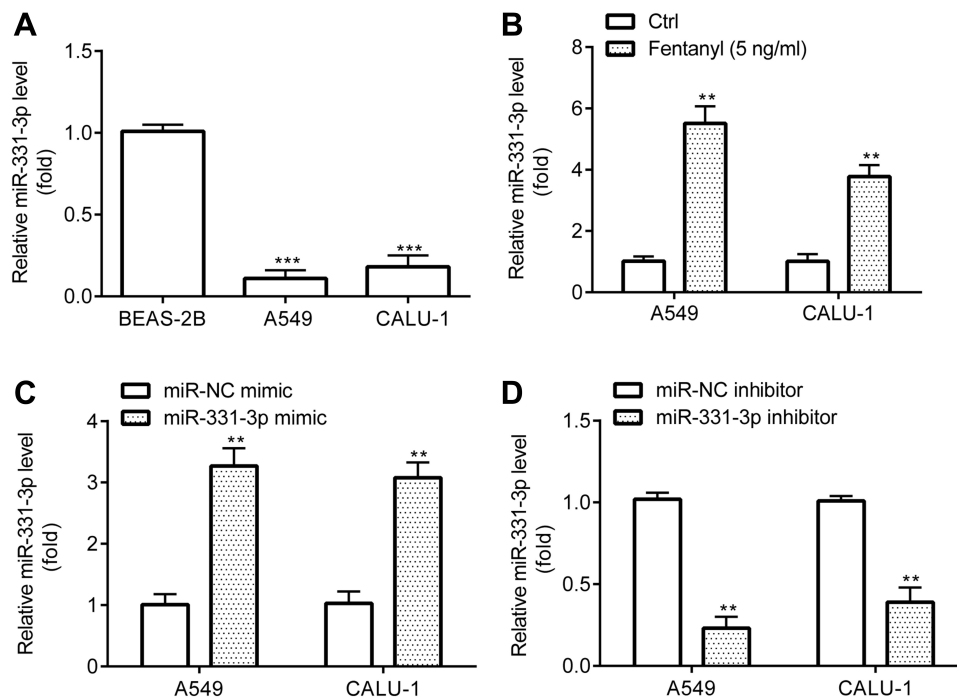 A
Relative miR-331-3p level
(fold)
1.5
1.0
0.5
0.0
***
***
BEAS-2B A549 CALU-1
B
Ctrl
Fentanyl (5 ng/ml)
Relative miR-331-3p level
(fold)
8
6
4
2
0
**
**
A549 CALU-1
C
miR-NC mimic
miR-331-3p mimic
Relative miR-331-3p level
(fold)
4
3
2
1
0
**
**
A549 CALU-1
D
miR-NC inhibitor
miR-331-3p inhibitor
Relative miR-331-3p level
(fold)
1.5
1.0
0.5
0.0
**
**
A549 CALU-1